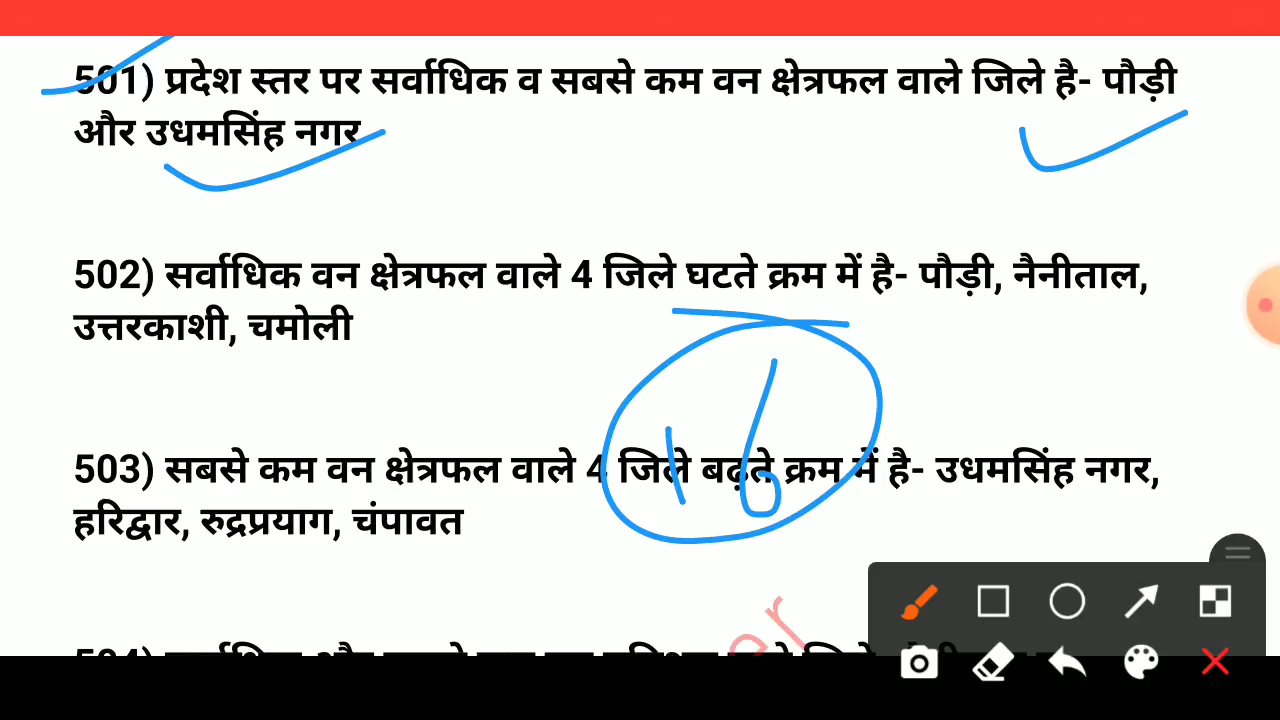 501) प्रदेश स्तर पर सर्वाधिक व सबसे कम वन क्षेत्रफल वाले जिले है- पौड़ी
और उधमसिंह नगर
502) सर्वाधिक वन क्षेत्रफल वाले 4 जिले घटते क्रम में है- पौड़ी, नैनीताल,
उत्तरकाशी, चमोली
16
503) सबसे कम वन क्षेत्रफल वाले 4 जिले बढ़ते क्रम में है- उधमसिंह नगर,
हरिद्वार, रुद्रप्रयाग, चंपावत